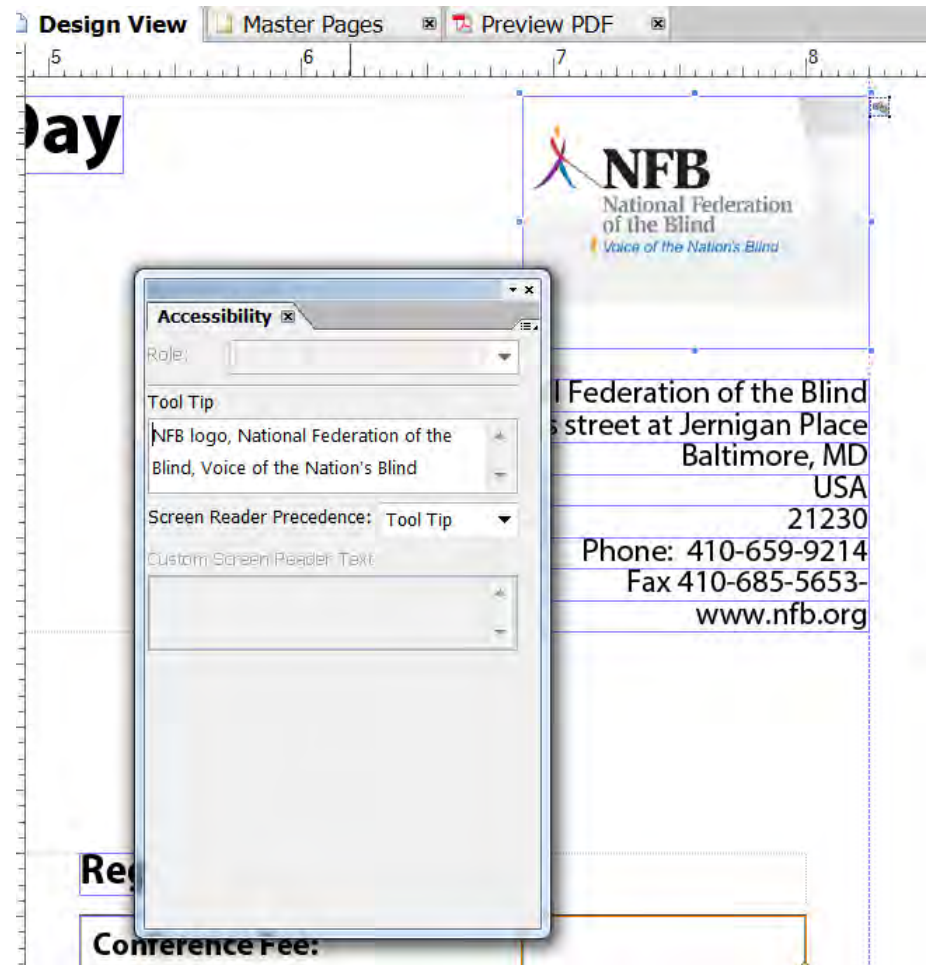 Design View
Master Pages
Preview PDF
5 6 7 8
Day
NFB
National Federation
of the Blind
Voice of the Nation's Blind
Accessibility
Role:
Tool Tip
NFB logo, National Federation of the
Blind, Voice of the Nation's Blind
Screen Reader Precedence: Tool Tip
Custom Screen Reader Text
l Federation of the Blind
s street at Jernigan Place
Baltimore, MD
USA
21230
Phone: 410-659-9214
Fax 410-685-5653-
www.nfb.org
Reg
Conference Fee: